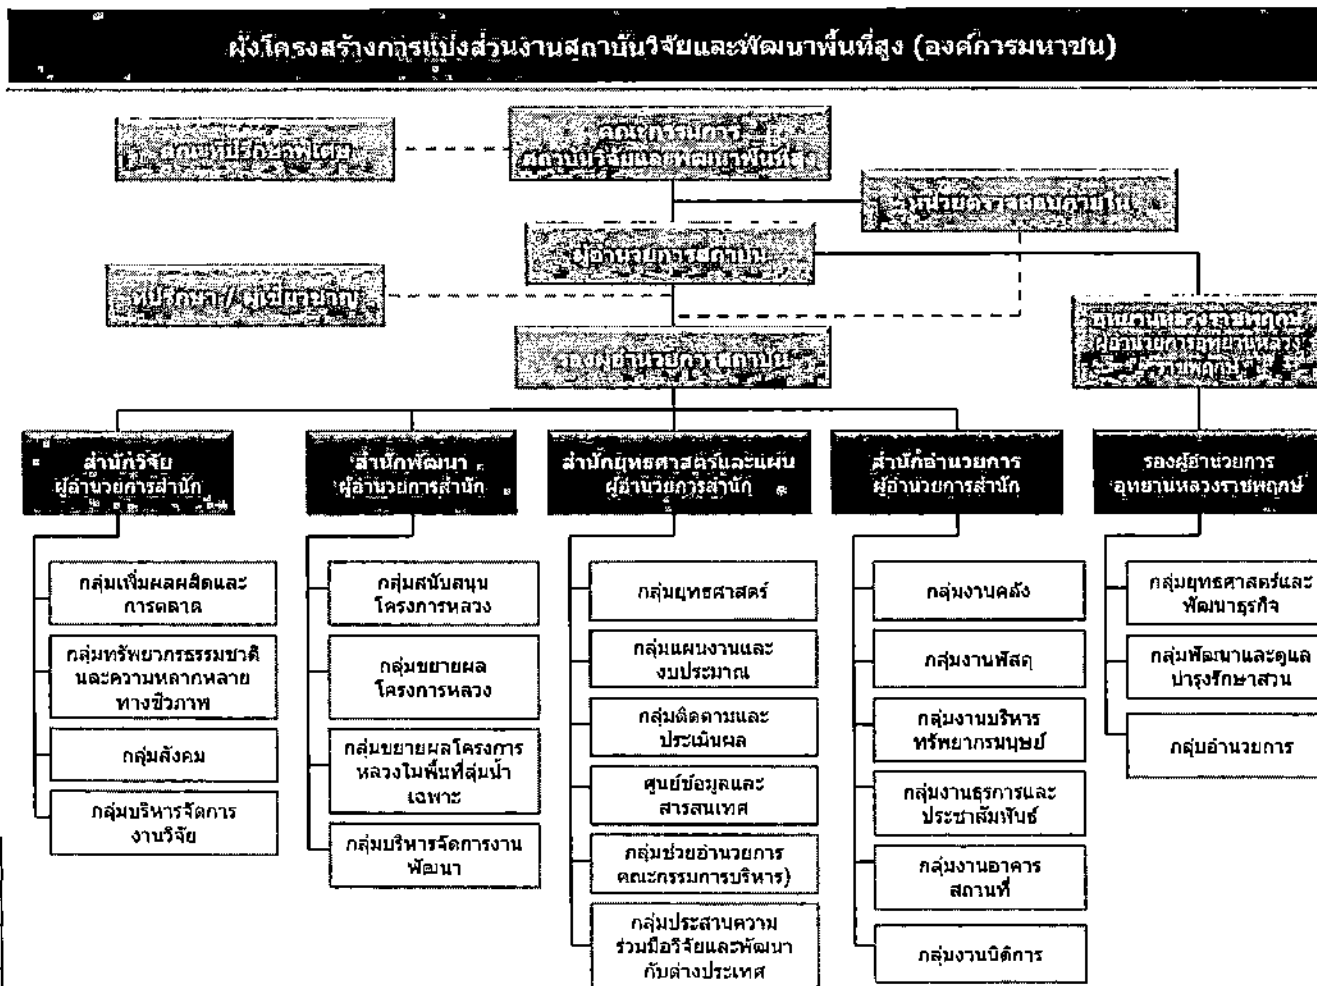 ผังโครงสร้างการแบ่งส่วนงานสถาบันวิจัยและพัฒนาพื้นที่สูง (องค์การมหาชน)
คณะที่ปรึกษาพิเศษ
คณะกรรมการ
สถาบันวิจัยและพัฒนาพื้นที่สูง
หน่วยตรวจสอบภายใน
ผู้อำนวยการสถาบัน
ที่ปรึกษา / ผู้เชี่ยวชาญ
อุทยานหลวงราชพฤกษ์
ผู้อำนวยการอุทยานหลวง
ราชพฤกษ์
รองผู้อำนวยการสถาบัน
สำนักวิจัย
ผู้อำนวยการสำนัก
กลุ่มเพิ่มผลผลิตและ
การตลาด
กลุ่มทรัพยากรธรรมชาติ
และความหลากหลาย
ทางชีวภาพ
กลุ่มสังคม
กลุ่มบริหารจัดการ
งานวิจัย
สำนักพัฒนา
ผู้อำนวยการสำนัก
กลุ่มสนับสนุน
โครงการหลวง
กลุ่มขยายผล
โครงการหลวง
กลุ่มขยายผลโครงการ
หลวงในพื้นที่ลุ่มน้ำ
เฉพาะ
กลุ่มบริหารจัดการงาน
พัฒนา
สำนักยุทธศาสตร์และแผน
ผู้อำนวยการสำนัก
กลุ่มยุทธศาสตร์
กลุ่มแผนงานและ
งบประมาณ
กลุ่มติดตามและ
ประเมินผล
ศูนย์ข้อมูลและ
สารสนเทศ
กลุ่มช่วยอำนวยการ
คณะกรรมการบริหาร)
กลุ่มประสานความ
ร่วมมือวิจัยและพัฒนา
กับต่างประเทศ
สำนักอำนวยการ
ผู้อำนวยการสำนัก
กลุ่มงานคลัง
กลุ่มงานพัสดุ
กลุ่มงานบริหาร
ทรัพยากรมนุษย์
กลุ่มงานธุรการและ
ประชาสัมพันธ์
กลุ่มงานอาคาร
สถานที่
กลุ่มงานนิติการ
รองผู้อำนวยการ
อุทยานหลวงราชพฤกษ์
กลุ่มยุทธศาสตร์และ
พัฒนาธุรกิจ
กลุ่มพัฒนาและดูแล
บำรุงรักษาสวน
กลุ่มอำนวยการ